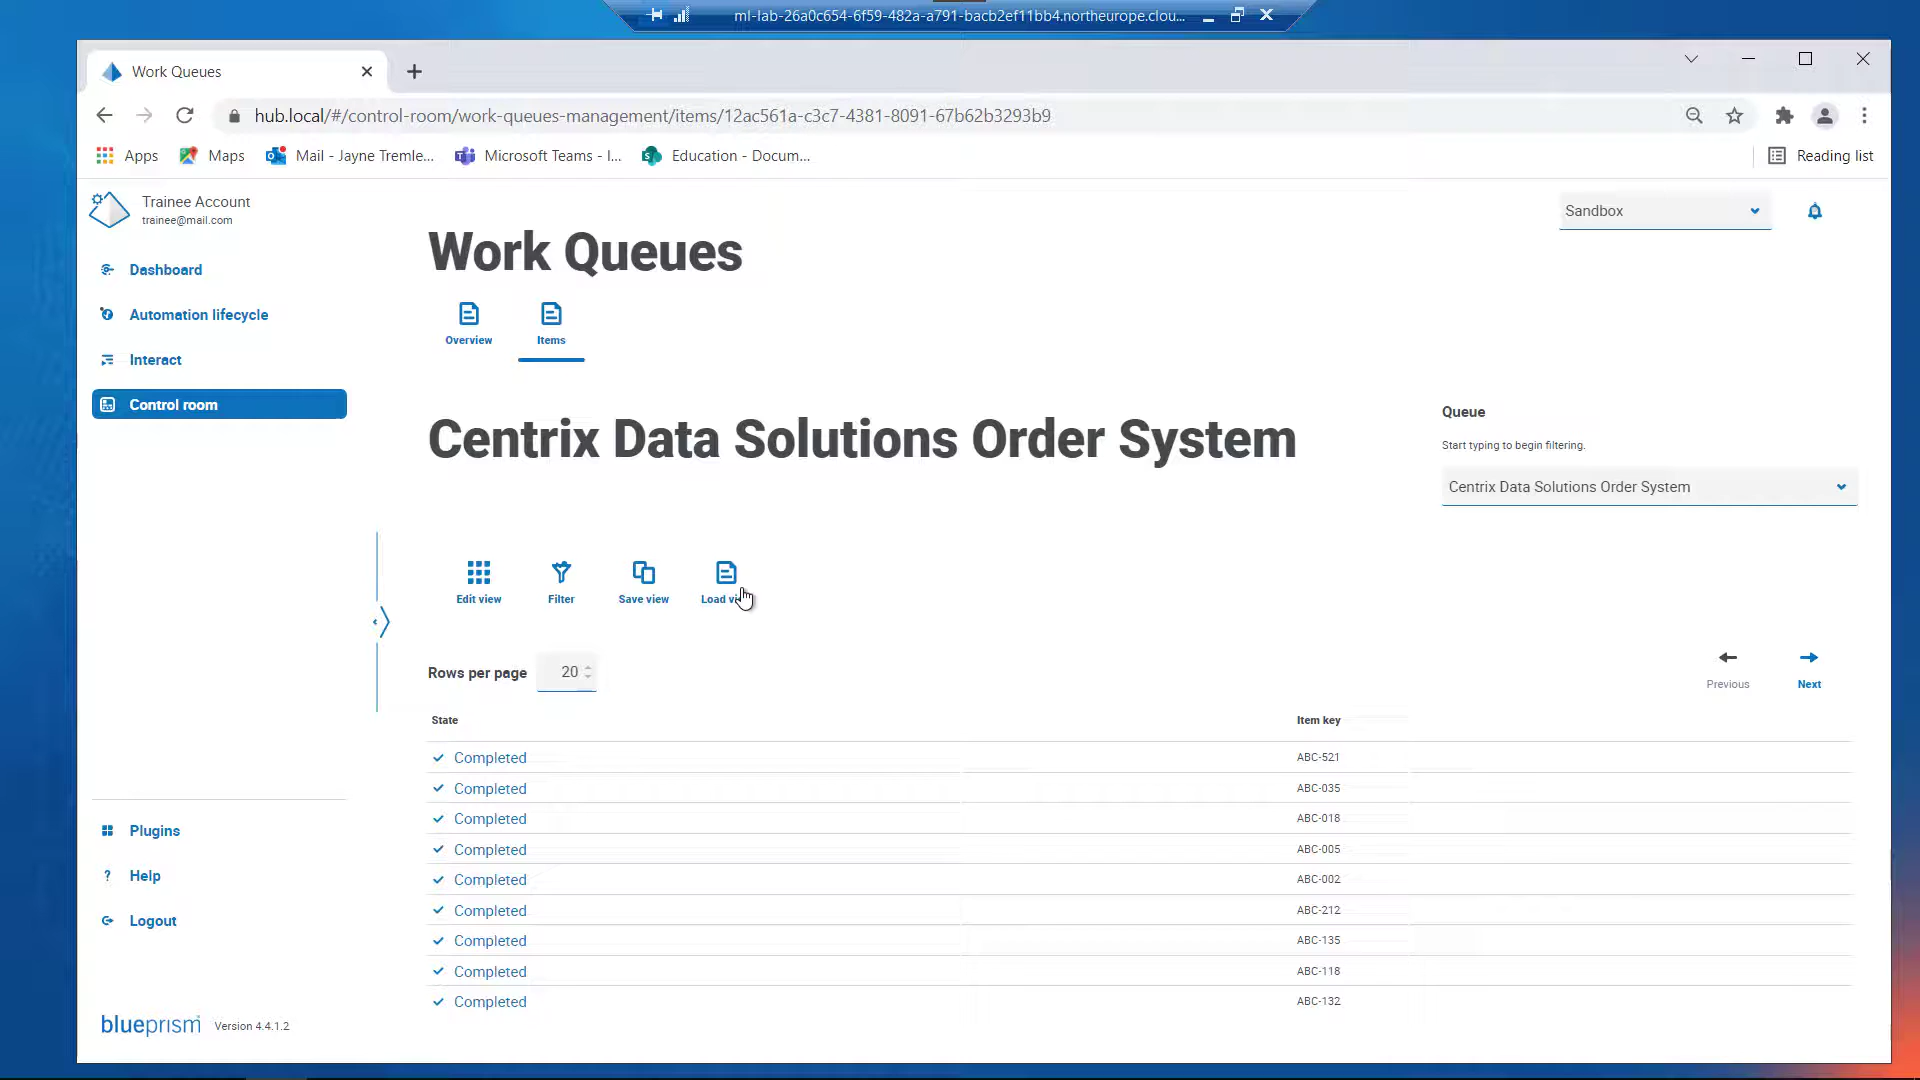 ml-lab-26a0c654-6f59-482a-a791-bacb2ef11bb4.northeurope.clou...
Work Queues
hub.local/#/control-room/work-queues-management/items/12ac561a-c3c7-4381-8091-67b62b3293b9
Apps
Maps
Mail - Jayne Tremle...
Microsoft Teams - I...
Education - Docum...
Reading list
Trainee Account
trainee@mail.com
Sandbox
Dashboard
Automation lifecycle
Interact
Control room
Work Queues
Overview
Items
Centrix Data Solutions Order System
Queue
Start typing to begin filtering.
Centrix Data Solutions Order System
Edit view
Filter
Save view
Load
Rows per page
20
Previous
Next
State
Item key
Completed
ABC-521
Completed
ABC-035
Completed
ABC-018
Completed
ABC-005
Completed
ABC-002
Completed
ABC-212
Completed
ABC-135
Completed
ABC-118
Completed
ABC-132
Plugins
Help
Logout
blueprism
Version 4.4.1.2